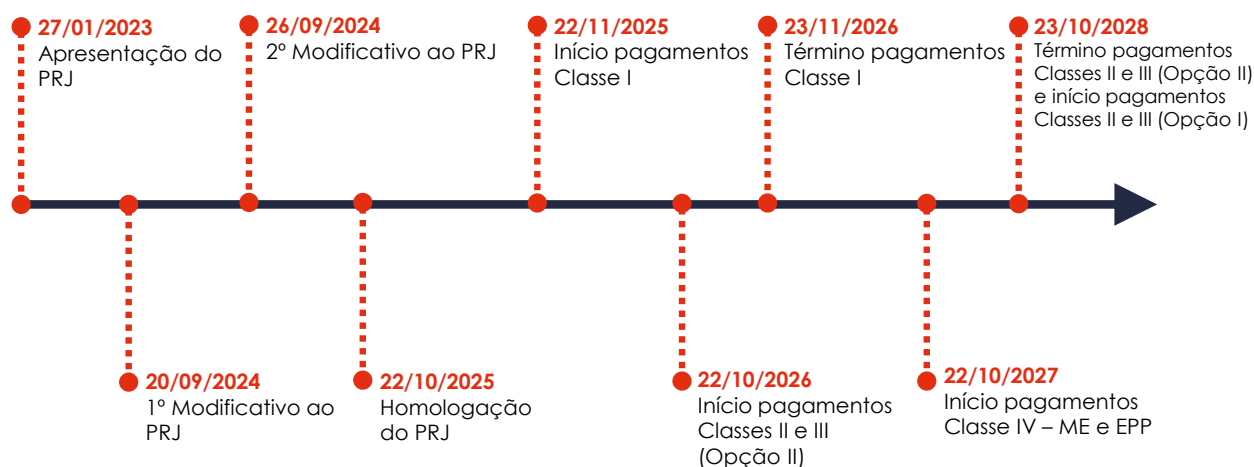 27/01/2023
Apresentação do
PRJ
26/09/2024
2º Modificativo ao PRJ
22/11/2025
Início pagamentos
Classe I
23/11/2026
Término pagamentos
Classe I
23/10/2028
Término pagamentos
Classes II e III (Opção II)
e início pagamentos
Classes II e III (Opção I)
20/09/2024
1º Modificativo ao
PRJ
22/10/2025
Homologação
do PRJ
22/10/2026
Início pagamentos
Classes II e III
(Opção II)
22/10/2027
Início pagamentos
Classe IV – ME e EPP